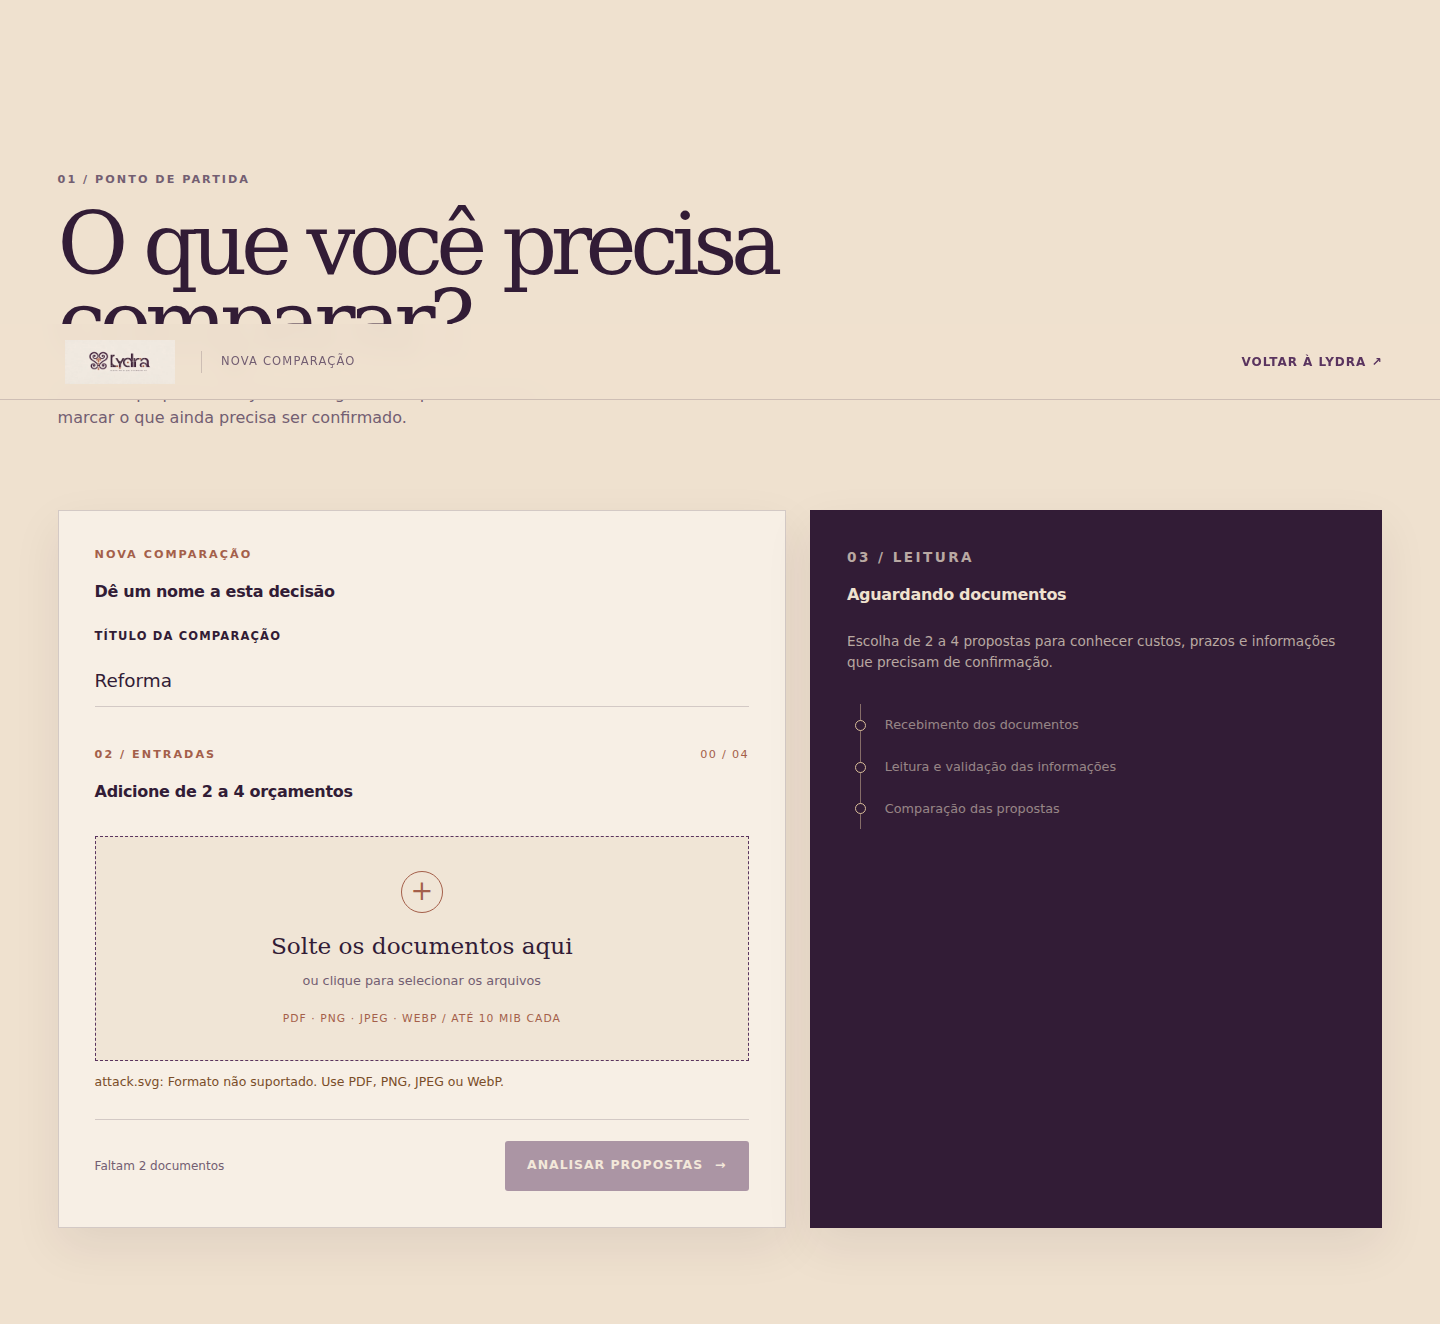 01 / PONTO DE PARTIDA
O que você precisa
comparar?
Lydra
NOVA COMPARAÇÃO
VOLTAR À LYDRA ↗
marcar o que ainda precisa ser confirmado.
NOVA COMPARAÇÃO
Dê um nome a esta decisão
TÍTULO DA COMPARAÇÃO
Reforma
02 / ENTRADAS
00 / 04
Adicione de 2 a 4 orçamentos
+
Solte os documentos aqui
ou clique para selecionar os arquivos
PDF · PNG · JPEG · WEBP / ATÉ 10 MIB CADA
attack.svg: Formato não suportado. Use PDF, PNG, JPEG ou WebP.
Faltam 2 documentos
ANALISAR PROPOSTAS →
03 / LEITURA
Aguardando documentos
Escolha de 2 a 4 propostas para conhecer custos, prazos e informações
que precisam de confirmação.
Recebimento dos documentos
Leitura e validação das informações
Comparação das propostas